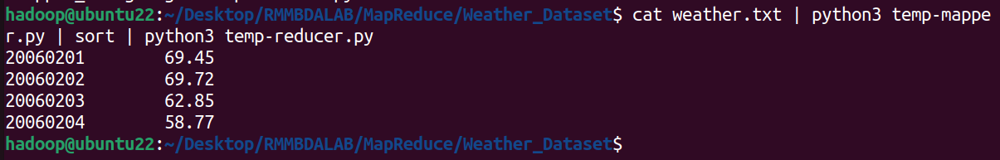 hadoop@ubuntu22:~/Desktop/RMMBDALAB/MapReduce/Weather_Dataset$ cat weather.txt | python3 temp-mappe
r.py | sort | python3 temp-reducer.py
20060201        69.45
20060202        69.72
20060203        62.85
20060204        58.77
hadoop@ubuntu22:~/Desktop/RMMBDALAB/MapReduce/Weather_Dataset$